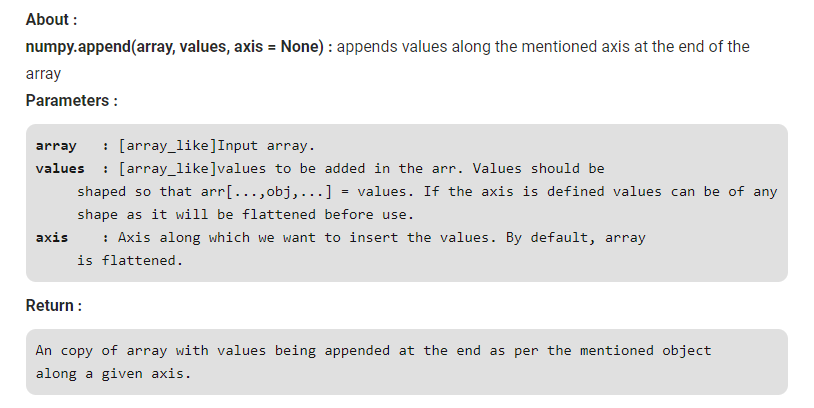 About :
numpy.append(array, values, axis = None) : appends values along the mentioned axis at the end of the
array
Parameters :
array   : [array_like]Input array.
values  : [array_like]values to be added in the arr. Values should be
     shaped so that arr[...,obj,...] = values. If the axis is defined values can be of any
     shape as it will be flattened before use.
axis    : Axis along which we want to insert the values. By default, array
     is flattened.
Return :
An copy of array with values being appended at the end as per the mentioned object
along a given axis.